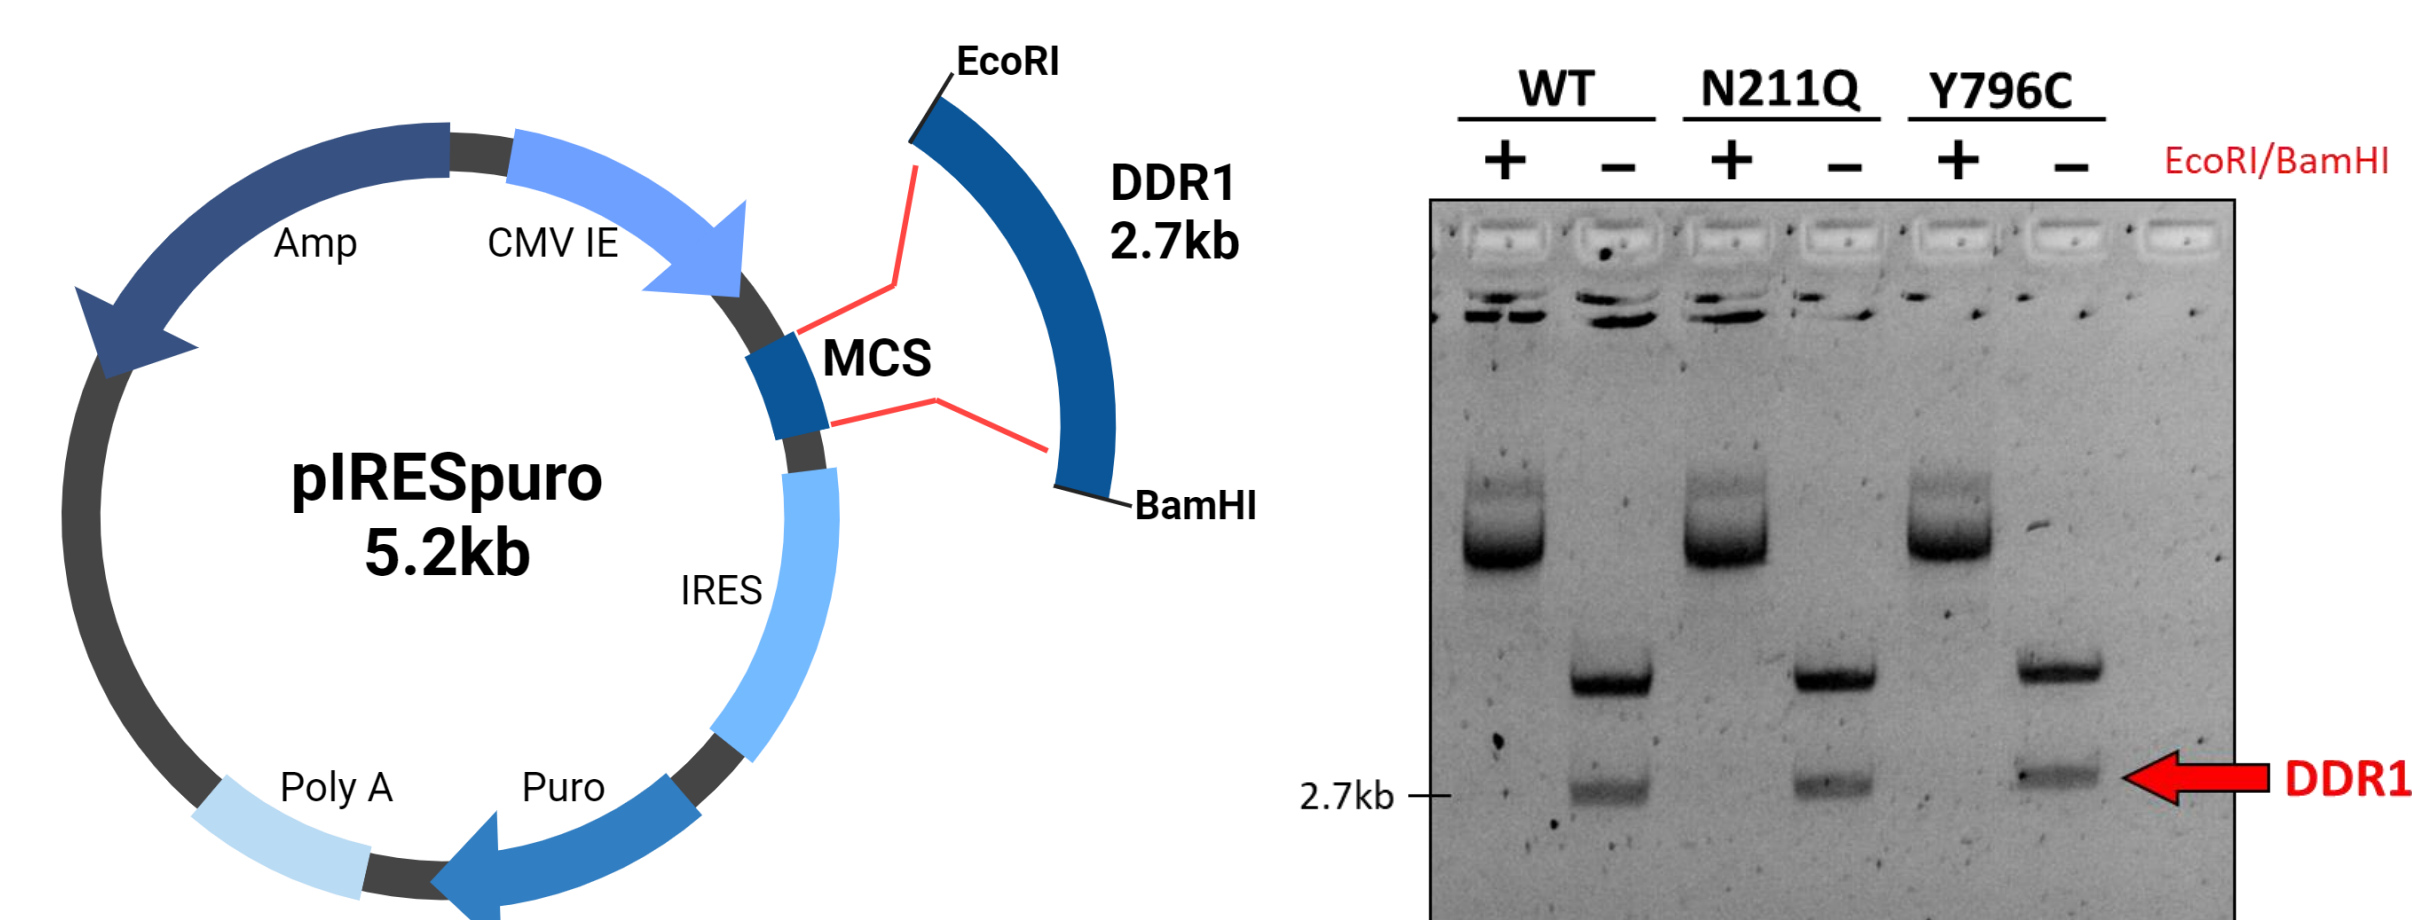 EcoRI
DDR1
2.7kb
Amp
CMV IE
MCS
pIRESpuro
5.2kb
BamHI
IRES
Poly A
Puro
WT
N211Q
Y796C
+
–
+
–
+
–
EcoRI/BamHI
2.7kb
DDR1